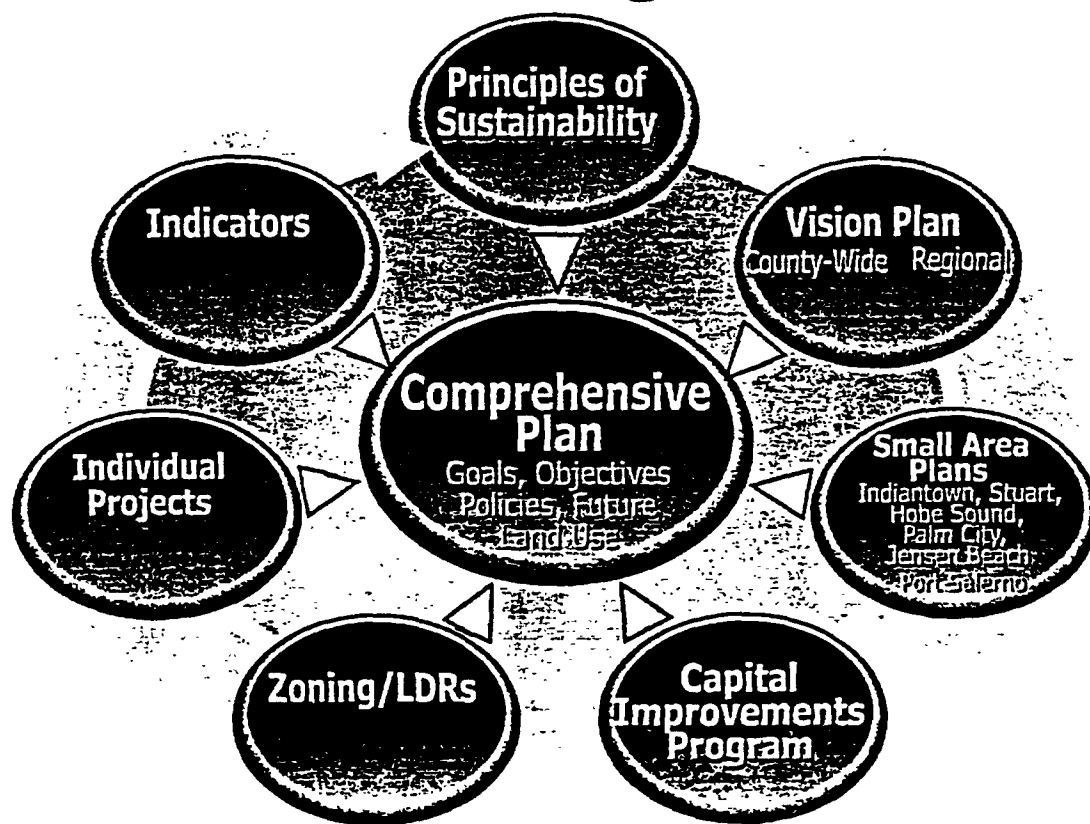 Principles of
Sustainability
Indicators
Vision Plan
County-Wide Regional
Comprehensive
Plan
Goals, Objectives
Policies, Future
Land Use
Individual
Projects
Small Area
Plans
Indiantown, Stuart,
Hobe Sound,
Palm City,
Jensen Beach
Port Salerno
Zoning/LDRs
Capital
Improvements
Program